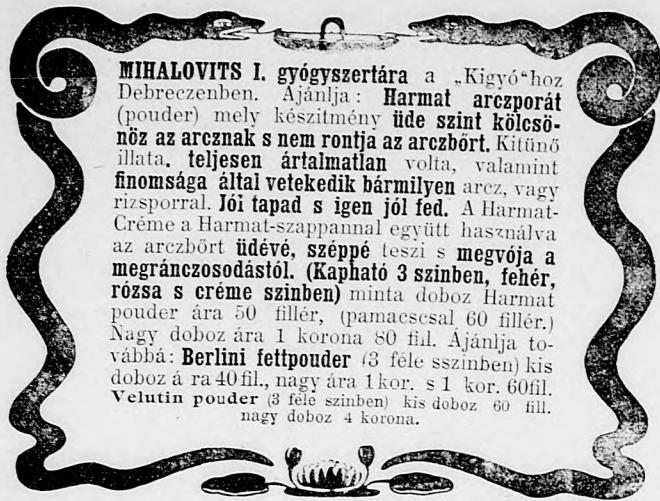 MIHALOVITS I. gyógyszertára a „Kigyó“hoz
Debreczenben. Ajánlja: Harmat arczporát
(pouder) mely készitmény üde szint kölcsö-
nöz az arcznak s nem rontja az arczbőrt. Kitünő
illata, teljesen ártalmatlan volta, valamint
finomsága által vetekedik bármilyen arcz, vagy
rizsporral. Jói tapad s igen jól fed. A Harmat-
Créme a Harmat-szappannal együtt használva
az arczbőrt üdévé, széppé teszi s megvója a
megránczosodástól. (Kapható 3 szinben, fehér,
rózsa s créme szinben) minta doboz Harmat
pouder ára 50 fillér, (pamacscsal 60 fillér.)
Nagy doboz ára 1 korona 80 fill. Ajánlja to-
vábbá: Berlini fettpouder (3 féle sszinben) kis
doboz á ra 40 fil., nagy ára 1 kor. s 1 kor. 60fil.
Velutin pouder (3 féle szinben) kis doboz 60 fill.
nagy doboz 4 korona.